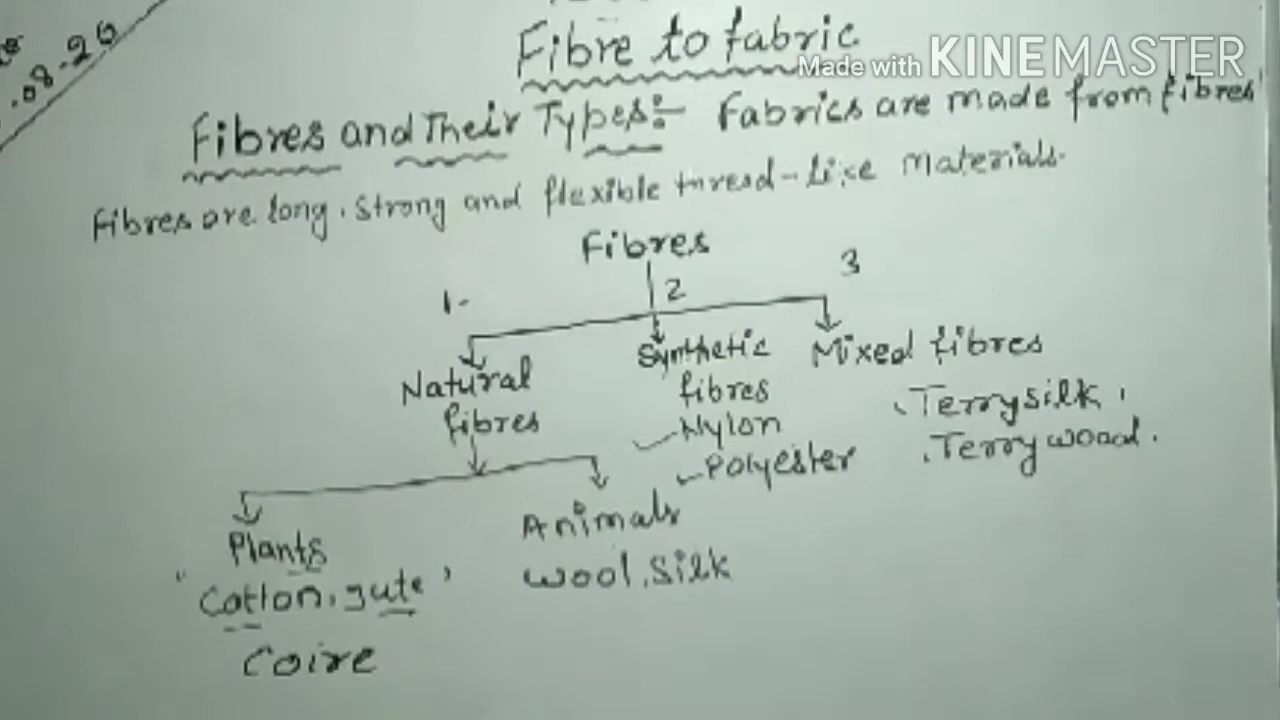 .08-20
Fibre to fabric
Made with KINEMASTER
Fibres and Their Types:- Fabrics are made from fibres'
Fibres are long, strong and flexible thread-like materials.
Fibres
1- 2 3
Natural fibres
Synthetic fibres
Nylon
Polyester
Mixed fibres
Terrysilk,
Terrywoad.
Plants
"Cotton, jute'
Coire
Animals
Wool, Silk